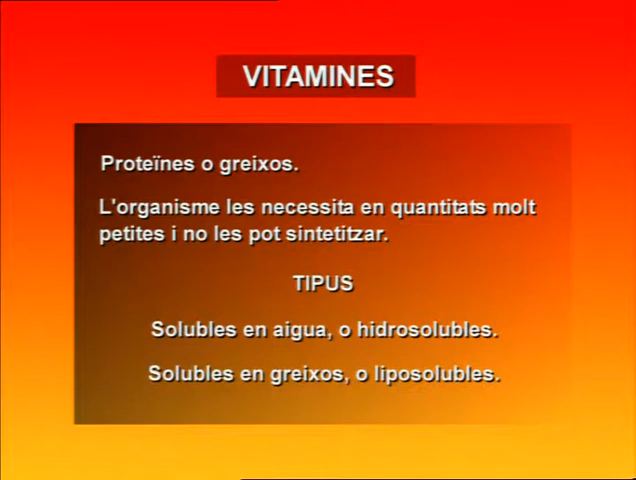 VITAMINES
Proteïnes o greixos.
L'organisme les necessita en quantitats molt
petites i no les pot sintetitzar.
TIPUS
Solubles en aigua, o hidrosolubles.
Solubles en greixos, o liposolubles.